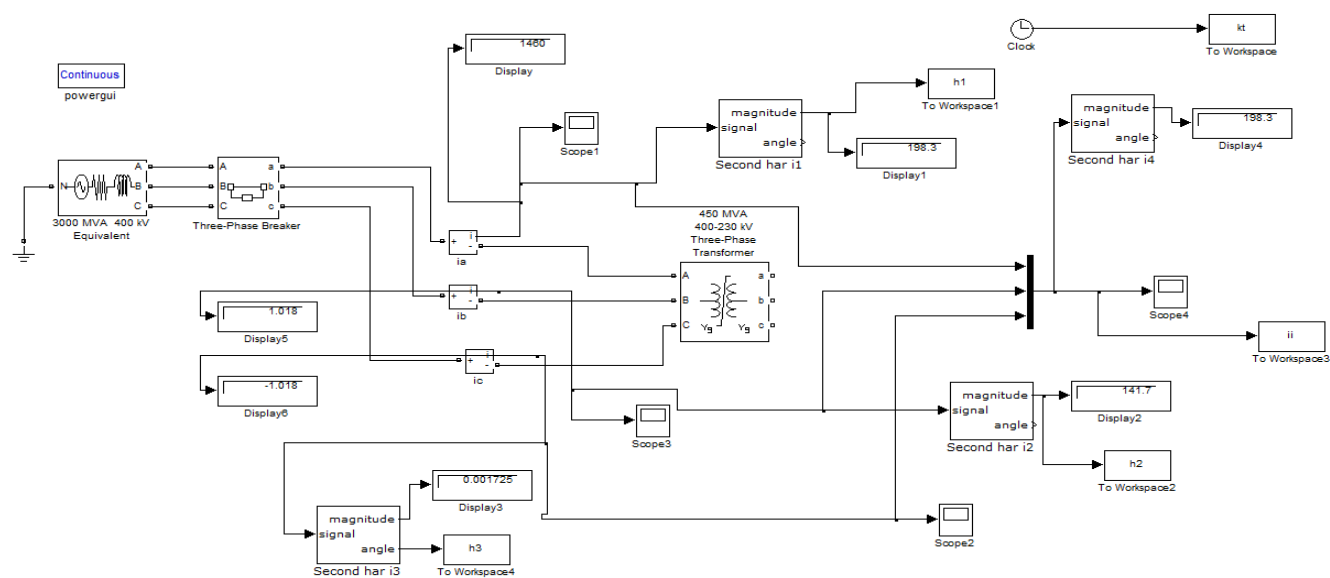 Continuous
powergui
1460
Display
Scope1
Clock
kt
To Workspace
h1
To Workspace1
magnitude
signal
angle
Second har i1
198.3
Display1
magnitude
signal
angle
Second har i4
198.3
Display4
N
A
B
C
3000 MVA 400 kV
Equivalent
A
B
C
a
b
c
Three-Phase Breaker
+
i
-
ia
+
i
-
ib
+
i
-
ic
450 MVA
400-230 kV
Three-Phase
Transformer
A
B
C
a
b
c
Yg
Yg
1.018
Display5
-1.018
Display6
Scope4
ii
To Workspace3
Scope3
magnitude
signal
angle
Second har i2
141.7
Display2
h2
To Workspace2
magnitude
signal
angle
Second har i3
0.001725
Display3
h3
To Workspace4
Scope2